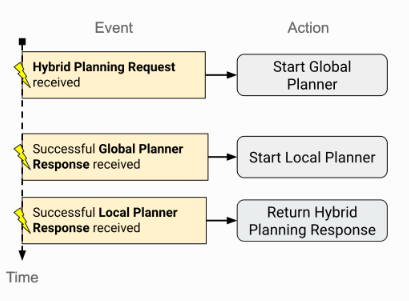 Event
Action
Hybrid Planning Request
received
Start Global
Planner
Successful Global Planner
Response received
Start Local Planner
Successful Local Planner
Response received
Return Hybrid
Planning Response
Time